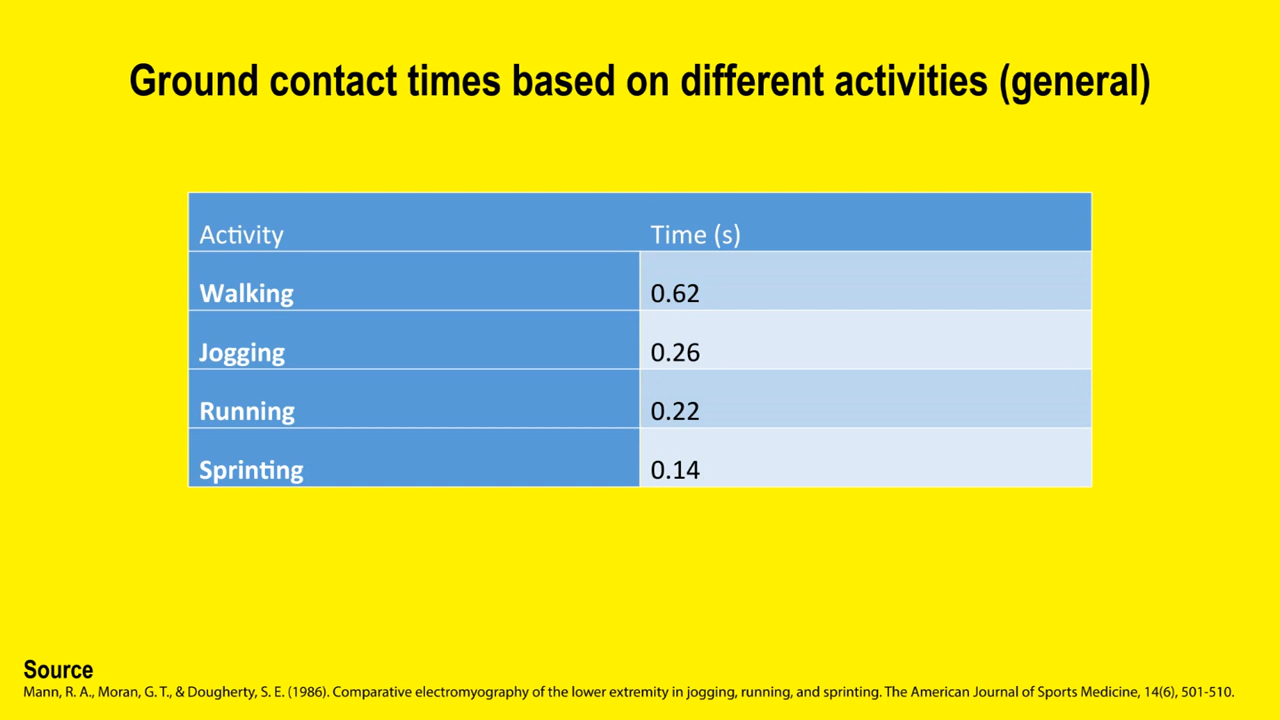 Ground contact times based on different activities (general)
Activity Time (s)
Walking 0.62
Jogging 0.26
Running 0.22
Sprinting 0.14
Source
Mann, R. A., Moran, G. T., & Dougherty, S. E. (1986). Comparative electromyography of the lower extremity in jogging, running, and sprinting. The American Journal of Sports Medicine, 14(6), 501-510.